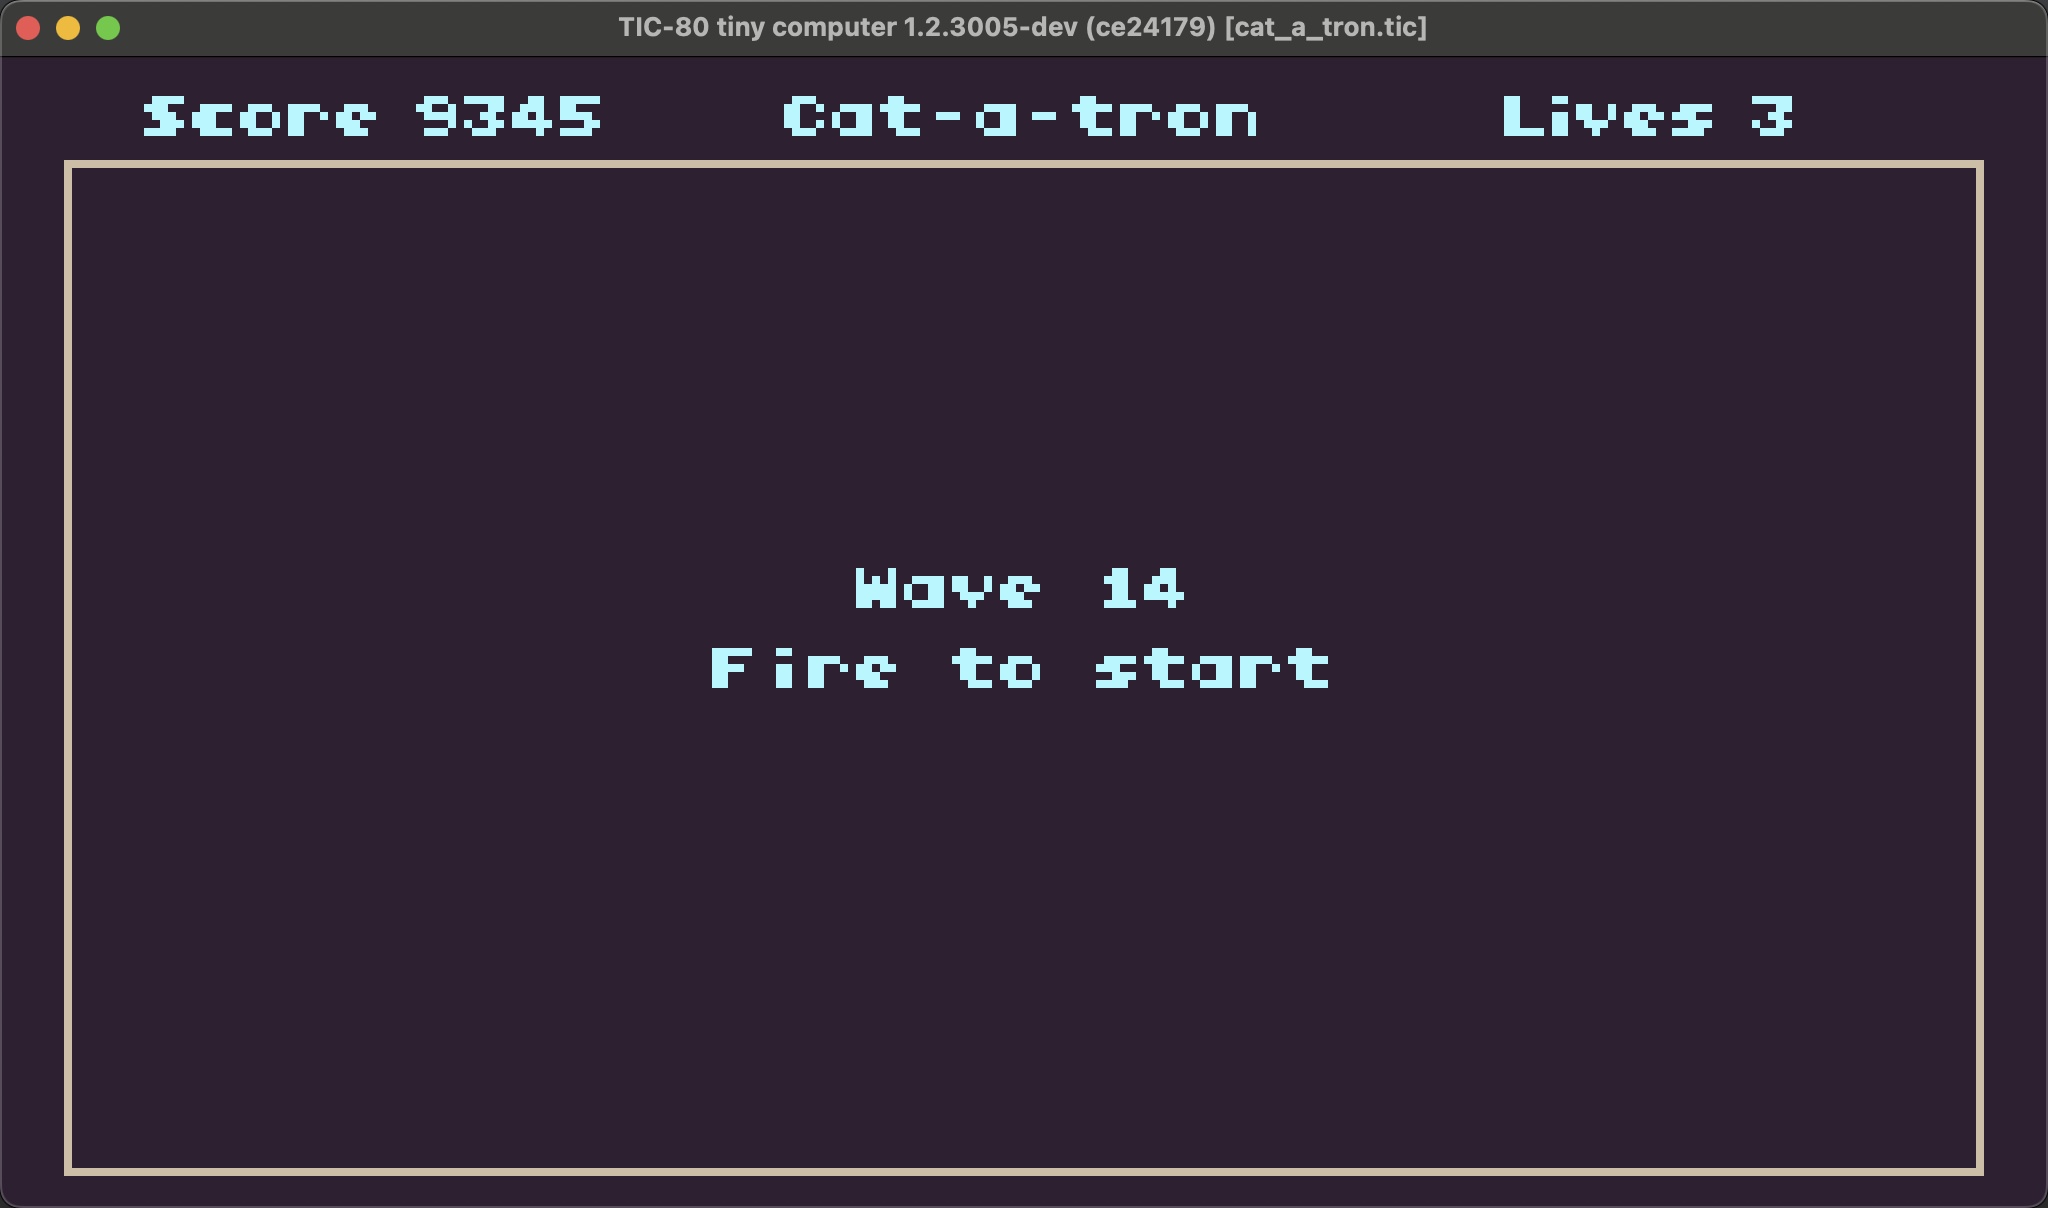 TIC-80 tiny computer 1.2.3005-dev (ce24179) [cat_a_tron.tic]
Score 9345 Cat-a-tron Lives 3
Wave 14
Fire to start